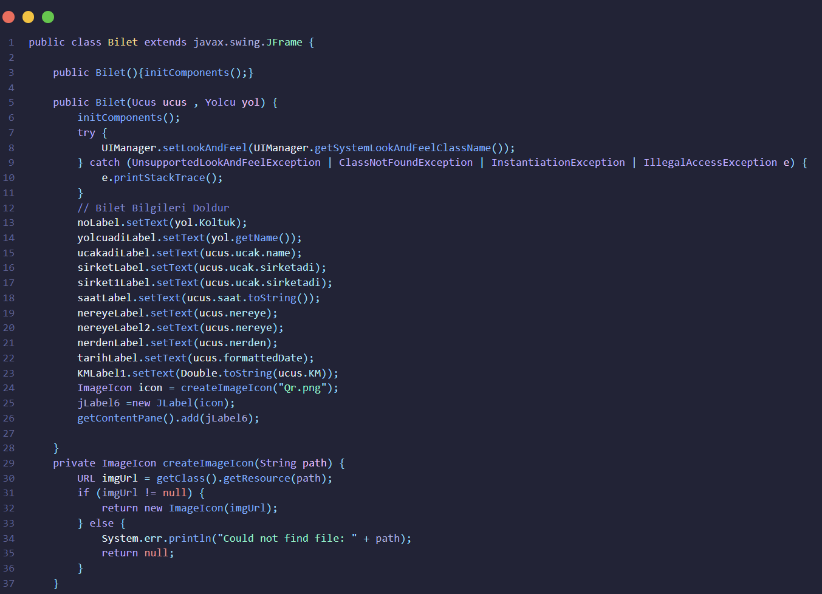 1 public class Bilet extends javax.swing.JFrame {
2
3 public Bilet(){initComponents();}
4
5 public Bilet(Ucus ucus , Yolcu yol) {
6 initComponents();
7 try {
8 UIManager.setLookAndFeel(UIManager.getSystemLookAndFeelClassName());
9 } catch (UnsupportedLookAndFeelException | ClassNotFoundException | InstantiationException | IllegalAccessException e) {
10 e.printStackTrace();
11 }
12 // Bilet Bilgileri Doldur
13 noLabel.setText(yol.Koltuk);
14 yolcuadiLabel.setText(yol.getName());
15 ucakadiLabel.setText(ucus.ucak.name);
16 sirketLabel.setText(ucus.ucak.sirketadi);
17 sirket1Label.setText(ucus.ucak.sirketadi);
18 saatLabel.setText(ucus.saat.toString());
19 nereyeLabel.setText(ucus.nereye);
20 nereyeLabel2.setText(ucus.nereye);
21 nerdenLabel.setText(ucus.nerden);
22 tarihLabel.setText(ucus.formattedDate);
23 KMLabel1.setText(Double.toString(ucus.KM));
24 ImageIcon icon = createImageIcon("Qr.png");
25 jLabel6 =new JLabel(icon);
26 getContentPane().add(jLabel6);
27
28 }
29 private ImageIcon createImageIcon(String path) {
30 URL imgUrl = getClass().getResource(path);
31 if (imgUrl != null) {
32 return new ImageIcon(imgUrl);
33 } else {
34 System.err.println("Could not find file: " + path);
35 return null;
36 }
37 }